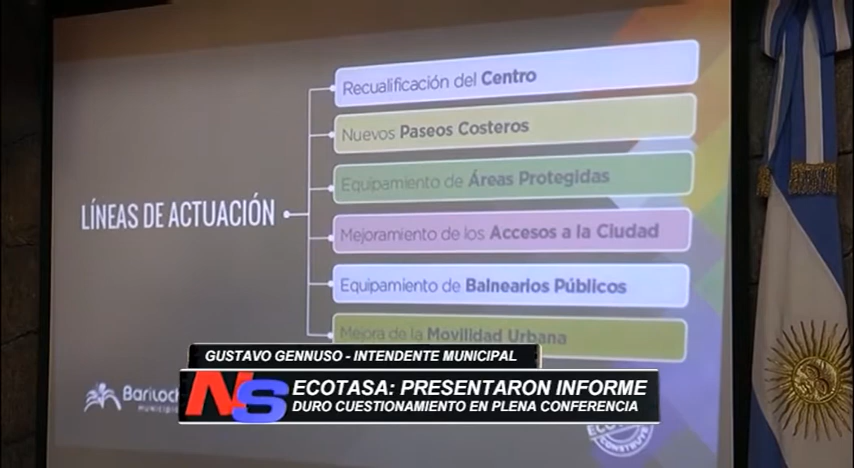 Recualificación del Centro
Nuevos Paseos Costeros
Equipamiento de Áreas Protegidas
LÍNEAS DE ACTUACIÓN
Mejoramiento de los Accesos a la Ciudad
Equipamiento de Balnearios Públicos
Mejora de la Movilidad Urbana
GUSTAVO GENNUSO - INTENDENTE MUNICIPAL
NS
ECOTASA: PRESENTARON INFORME
DURO CUESTIONAMIENTO EN PLENA CONFERENCIA
CONSTRUYE